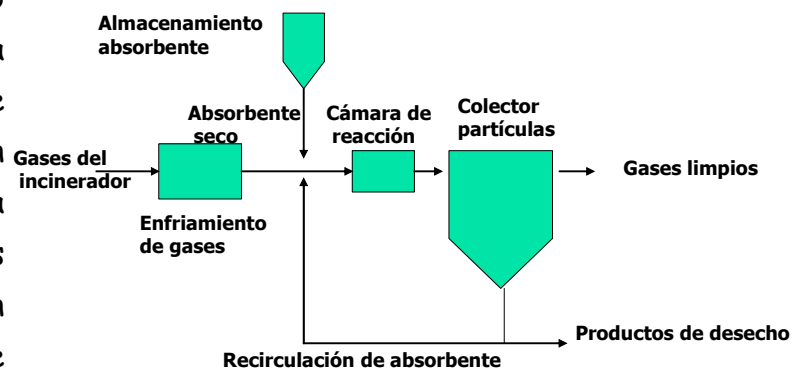 Almacenamiento
absorbente
Absorbente
seco
Cámara de
reacción
Colector
partículas
Gases del
incinerador
Gases limpios
Enfriamiento
de gases
Productos de desecho
Recirculación de absorbente